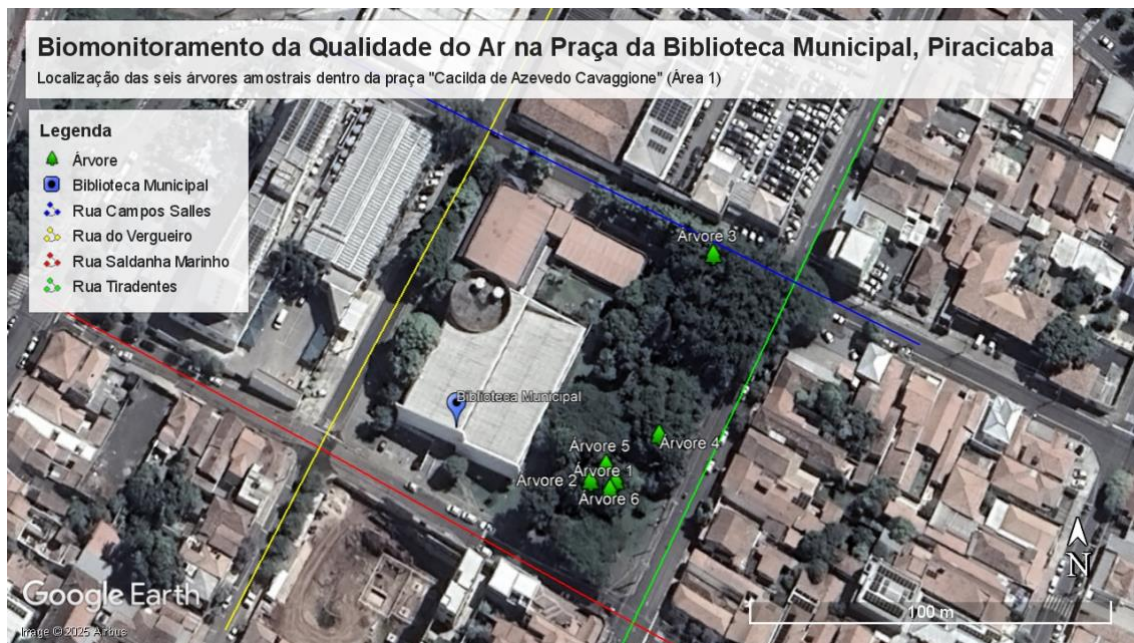 Biomonitoramento da Qualidade do Ar na Praça da Biblioteca Municipal, Piracicaba
Localização das seis árvores amostrais dentro da praça "Cacilda de Azevedo Cavaggione" (Área 1)
Legenda
Árvore
Biblioteca Municipal
Rua Campos Salles
Rua do Vergueiro
Rua Saldanha Marinho
Rua Tiradentes
Árvore 3
Biblioteca Municipal
Árvore 4
Árvore 5
Árvore 1
Árvore 2
Árvore 6
N
100 m
Google Earth
Image © 2025 Airbus